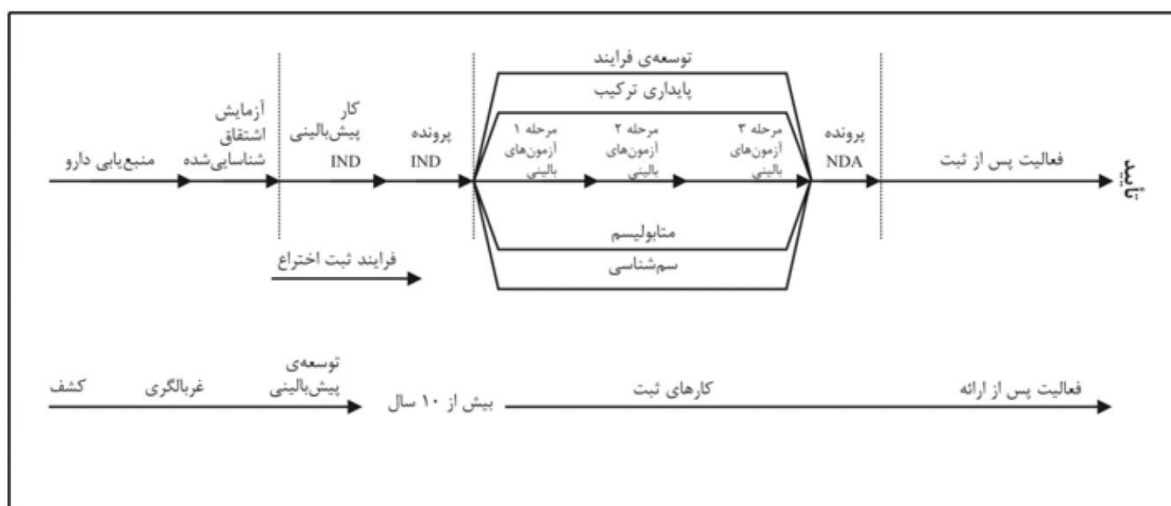 توسعه‌ی فرایند
پایداری ترکیب
منبع‌یابی دارو
آزمایش
اشتقاق
شناسایی‌شده
کار
پیش‌بالینی
IND
پرونده
IND
مرحله ۱
آزمون‌های
بالینی
مرحله ۲
آزمون‌های
بالینی
مرحله ۳
آزمون‌های
بالینی
پرونده
NDA
فعالیت پس از ثبت
تأیید
متابولیسم
سم‌شناسی
فرایند ثبت اختراع
کشف
غربالگری
توسعه‌ی
پیش‌بالینی
بیش از ۱۰ سال
کارهای ثبت
فعالیت پس از ارائه